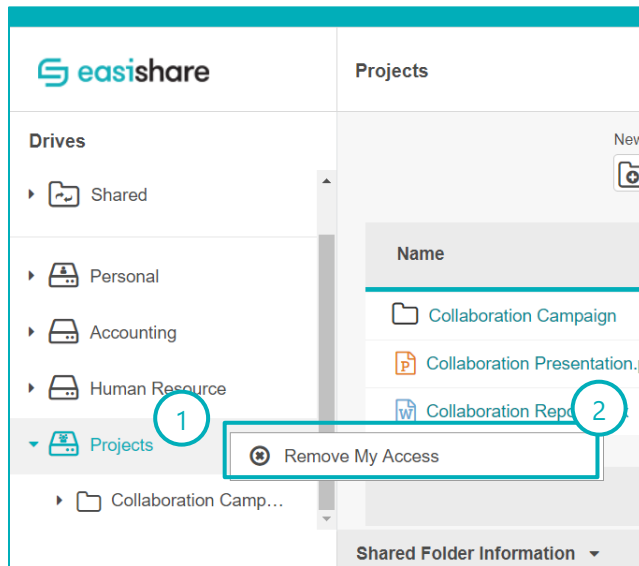 easishare
Projects
Drives
New
Shared
Name
Personal
Collaboration Campaign
Accounting
Collaboration Presentation.
Human Resource
Collaboration
1
2
Projects
Remove My Access
Collaboration Camp...
Shared Folder Information